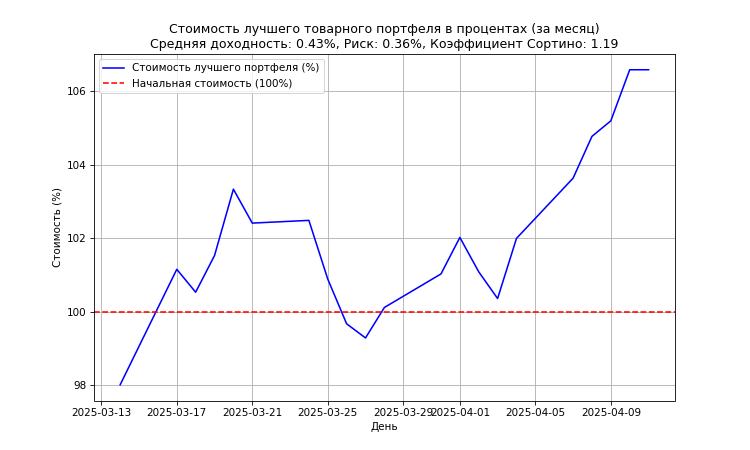 Стоимость лучшего товарного портфеля в процентах (за месяц)
Средняя доходность: 0.43%, Риск: 0.36%, Коэффициент Сортино: 1.19
Стоимость лучшего портфеля (%)
Начальная стоимость (100%)
Стоимость (%)
106
104
102
100
98
2025-03-13 2025-03-17 2025-03-21 2025-03-25 2025-03-29 2025-04-01 2025-04-05 2025-04-09
День